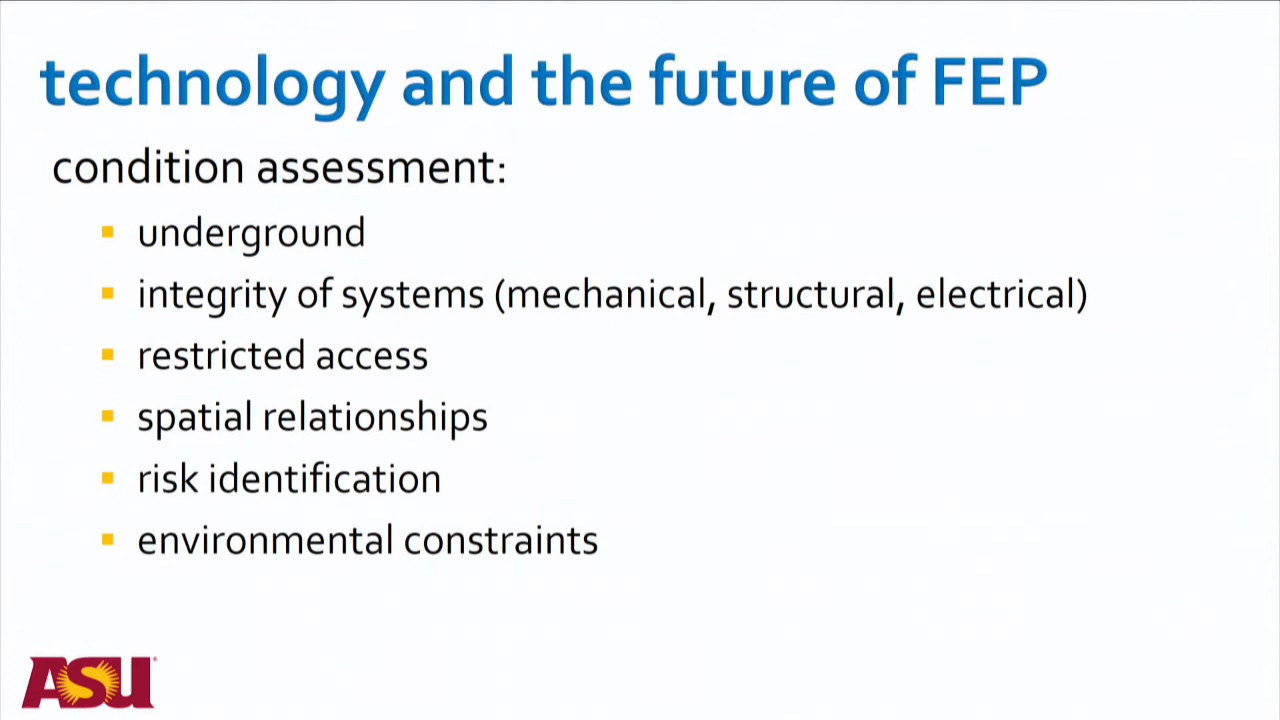 technology and the future of FEP
condition assessment:
underground
integrity of systems (mechanical, structural, electrical)
restricted access
spatial relationships
risk identification
environmental constraints
ASU